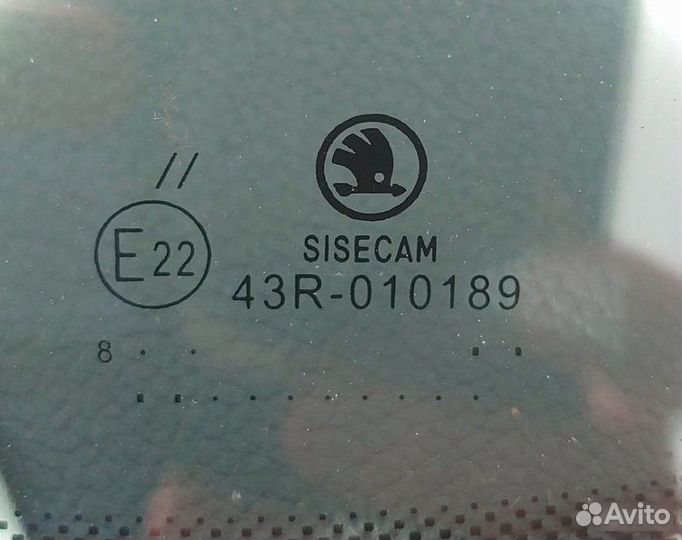 //
SISECAM
E22
43R-010189
8 . . ..
Avito